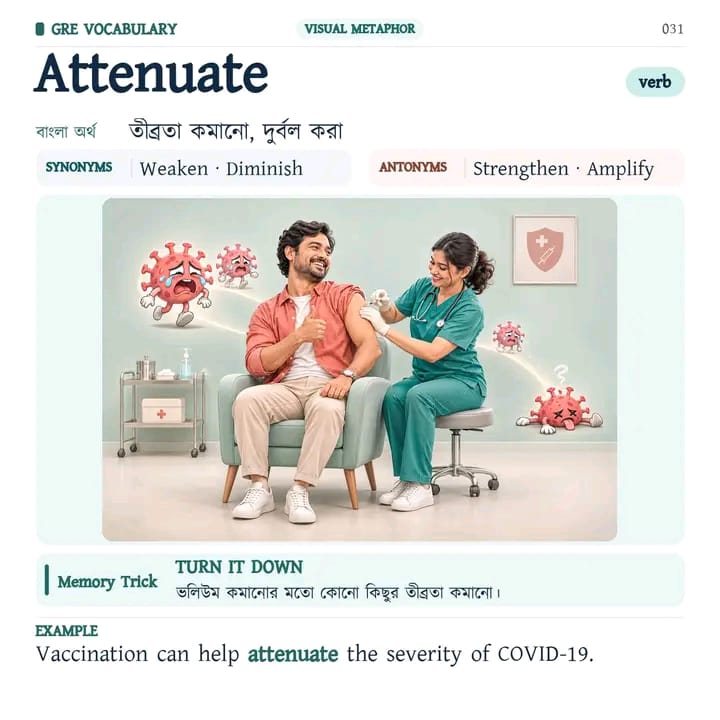 GRE VOCABULARY
VISUAL METAPHOR
031
Attenuate
verb
বাংলা অর্থ তীব্রতা কমানো, দুর্বল করা
SYNONYMS Weaken · Diminish
ANTONYMS Strengthen · Amplify
?
Memory Trick
TURN IT DOWN
ভলিউম কমানোর মতো কোনো কিছুর তীব্রতা কমানো।
EXAMPLE
Vaccination can help attenuate the severity of COVID-19.